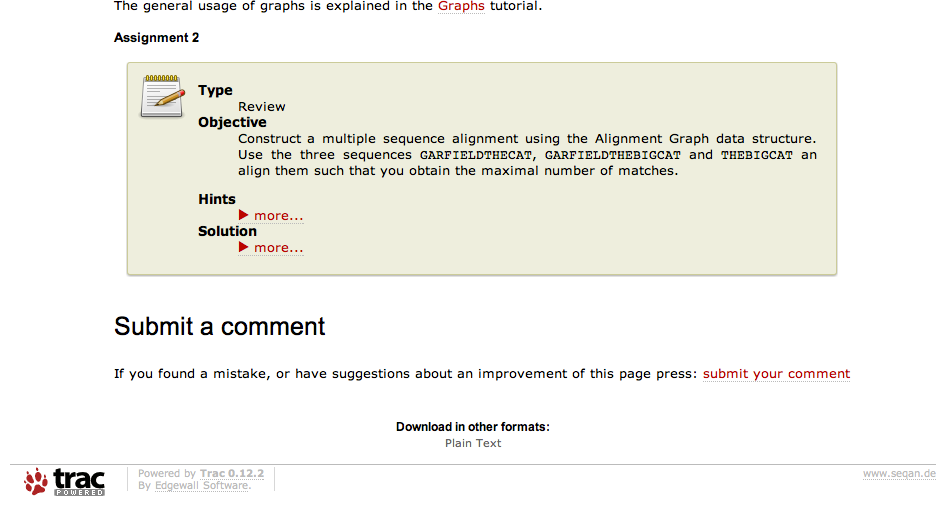 The general usage of graphs is explained in the Graphs tutorial.
Assignment 2
Type
Review
Objective
Construct a multiple sequence alignment using the Alignment Graph data structure.
Use the three sequences GARFIELDTHECAT, GARFIELDTHEBIGCAT and THEBIGCAT an
align them such that you obtain the maximal number of matches.
Hints
▶ more...
Solution
▶ more...
Submit a comment
If you found a mistake, or have suggestions about an improvement of this page press: submit your comment
Download in other formats:
Plain Text
trac
POWERED
Powered by Trac 0.12.2
By Edgewall Software.
www.seqan.de